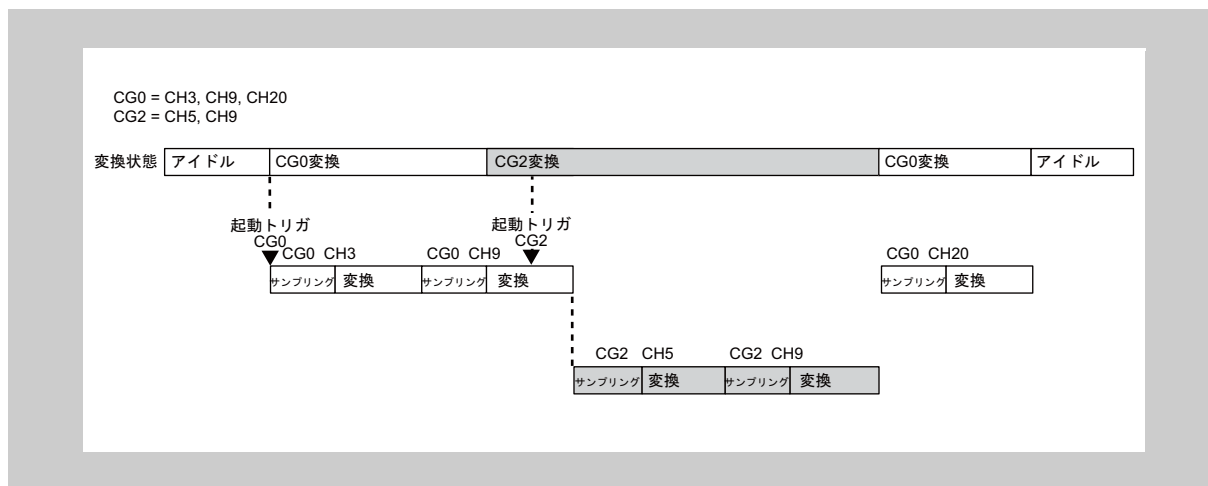 CG0 = CH3, CH9, CH20
CG2 = CH5, CH9
変換状態 アイドル CG0変換 CG2変換 CG0変換 アイドル
起動トリガ 起動トリガ
CG0 CG2
CG0 CH3 CG0 CH9 CG0 CH20
サンプリング 変換 サンプリング 変換 サンプリング 変換
CG2 CH5 CG2 CH9
サンプリング 変換 サンプリング 変換